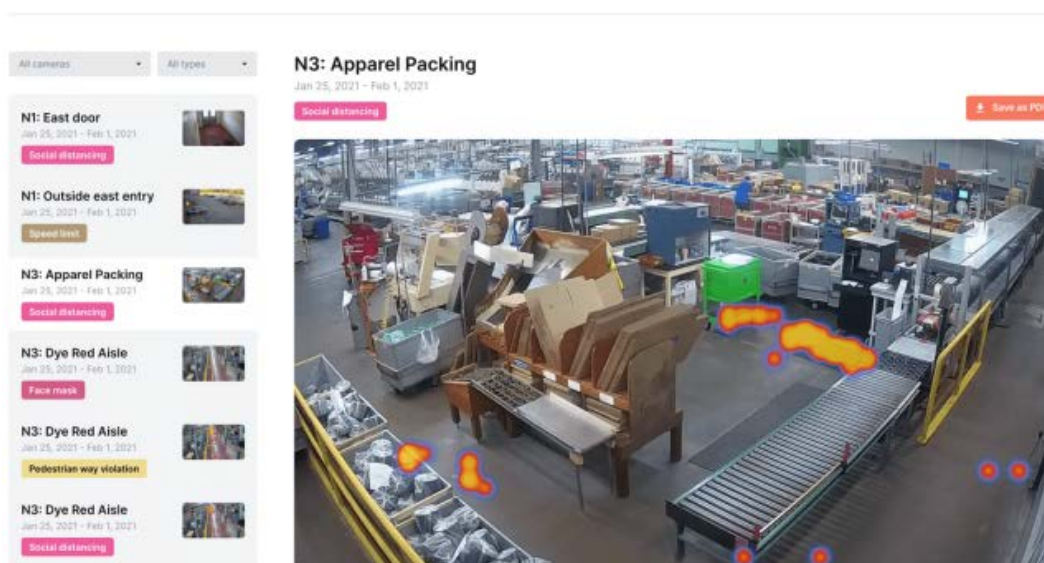 All cameras
All types
N1: East door
Jan 25, 2021 - Feb 1, 2021
Social distancing
N1: Outside east entry
Jan 25, 2021 - Feb 1, 2021
Speed limit
N3: Apparel Packing
Jan 25, 2021 - Feb 1, 2021
Social distancing
N3: Dye Red Aisle
Jan 25, 2021 - Feb 1, 2021
Face mask
N3: Dye Red Aisle
Jan 25, 2021 - Feb 1, 2021
Pedestrian way violation
N3: Dye Red Aisle
Jan 25, 2021 - Feb 1, 2021
Social distancing
N3: Apparel Packing
Jan 25, 2021 - Feb 1, 2021
Social distancing
Save as PD